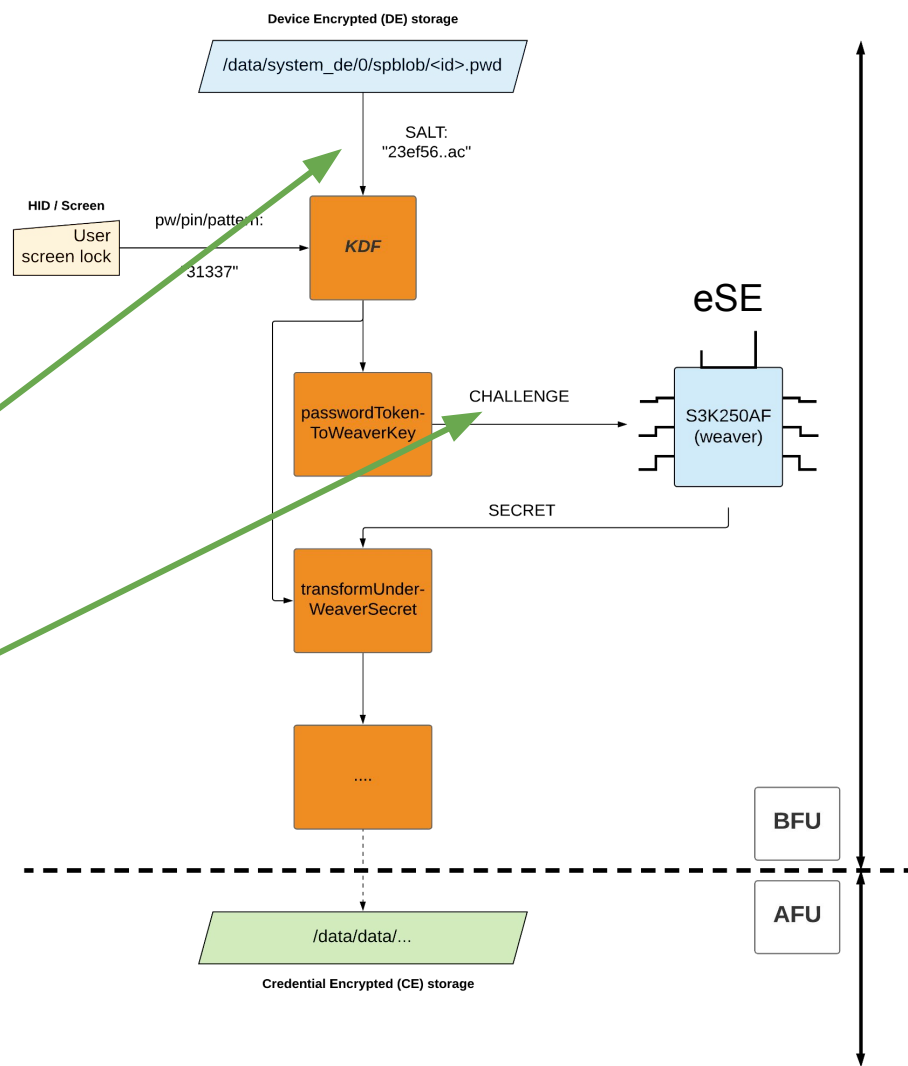 Device Encrypted (DE) storage
/data/system_de/0/spblob/<id>.pwd
SALT:
"23ef56..ac"
HID / Screen
pw/pin/pattern:
User
screen lock
KDF
"31337"
eSE
passwordToken-
ToWeaverKey
CHALLENGE
S3K250AF
(weaver)
SECRET
transformUnder-
WeaverSecret
....
BFU
AFU
/data/data/...
Credential Encrypted (CE) storage